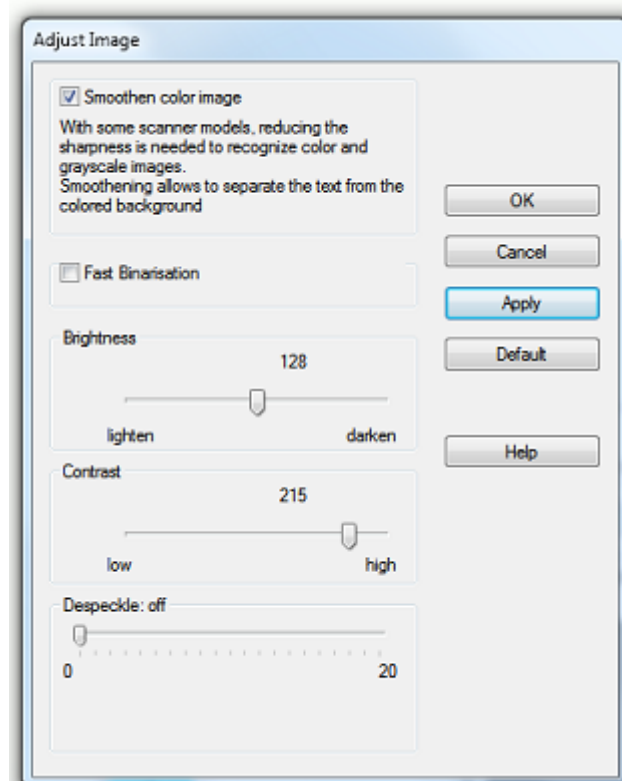 Adjust Image
Smoothen color image
With some scanner models, reducing the
sharpness is needed to recognize color and
grayscale images.
Smoothening allows to separate the text from the
colored background
Fast Binarisation
Brightness
128
lighten darken
Contrast
215
low high
Despeckle: off
0 20
OK
Cancel
Apply
Default
Help